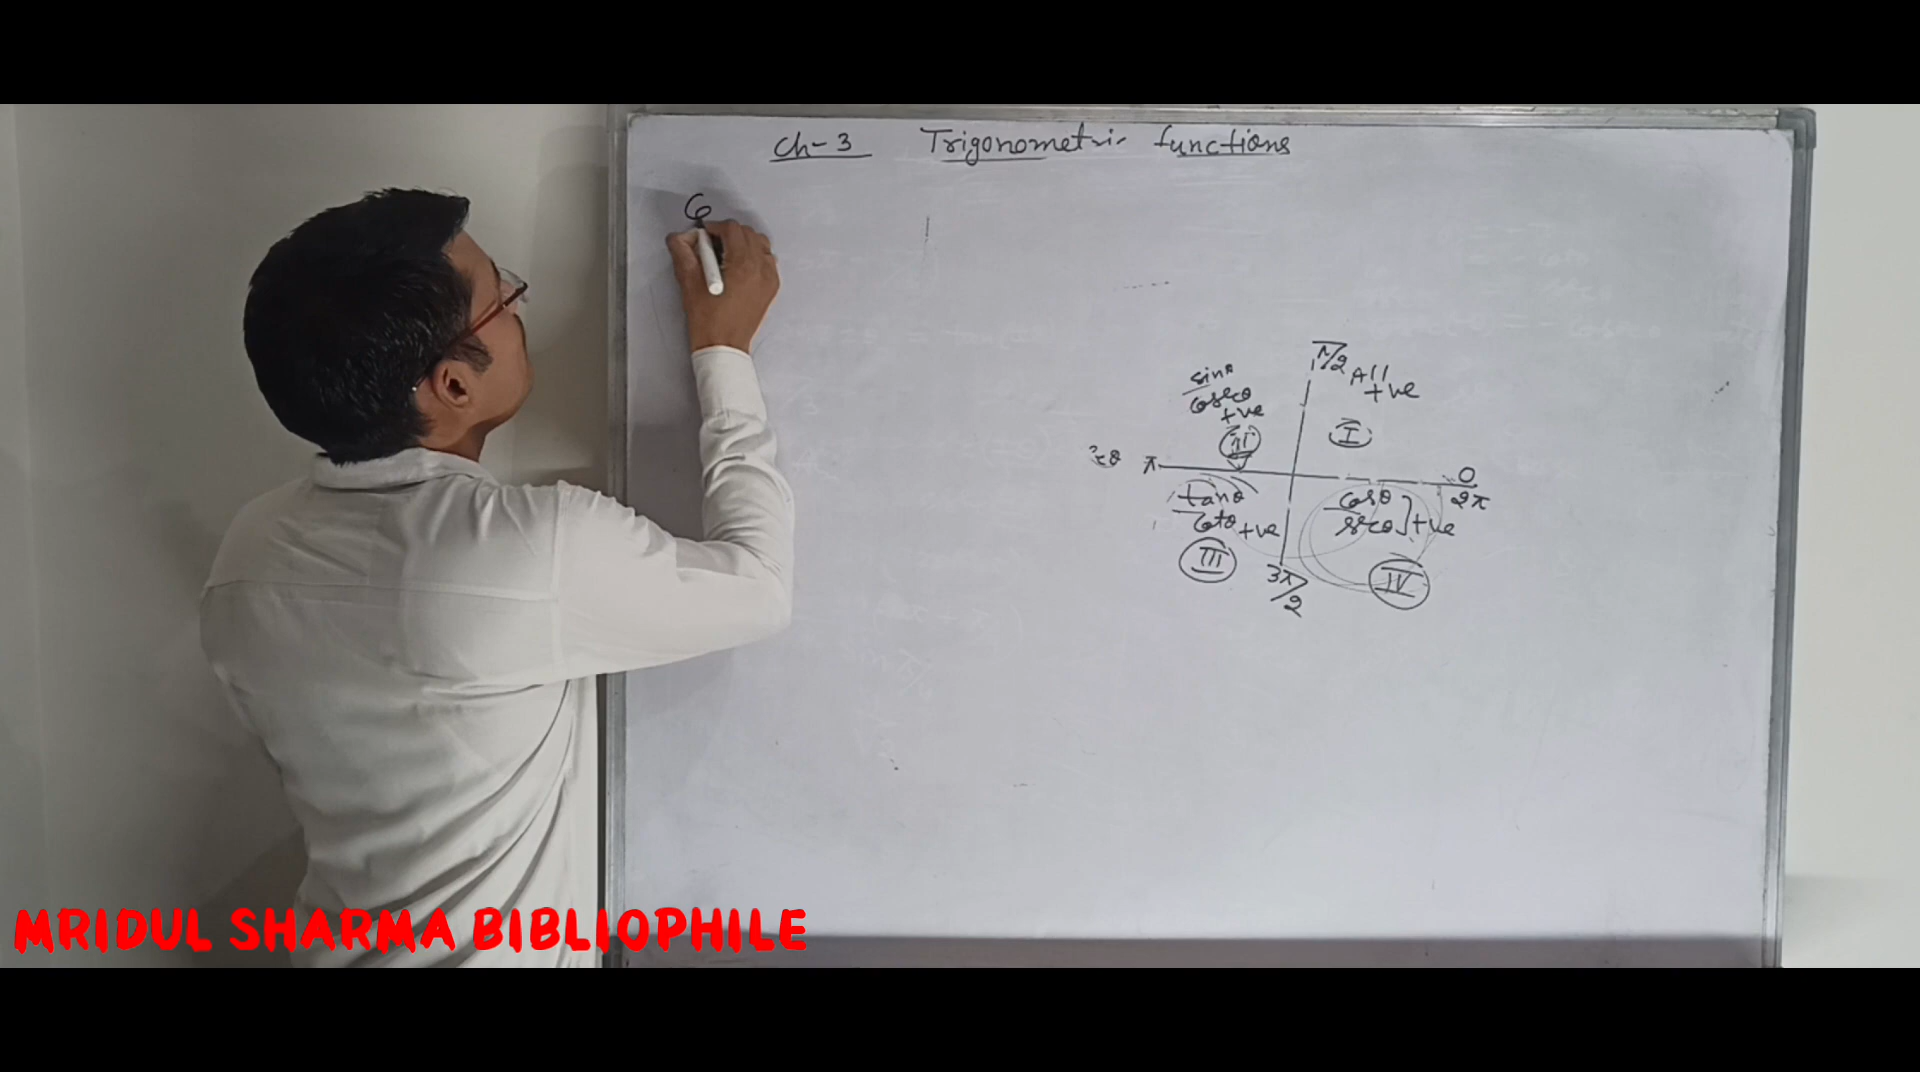 Ch-3 Trigonometric functions
6
π/2
All
+ve
sinθ
cosecθ
+ve
II
I
π
0
2π
tanθ
cotθ +ve
III
cosθ
secθ] +ve
IV
3π/2
MRIDUL SHARMA BIBLIOPHILE